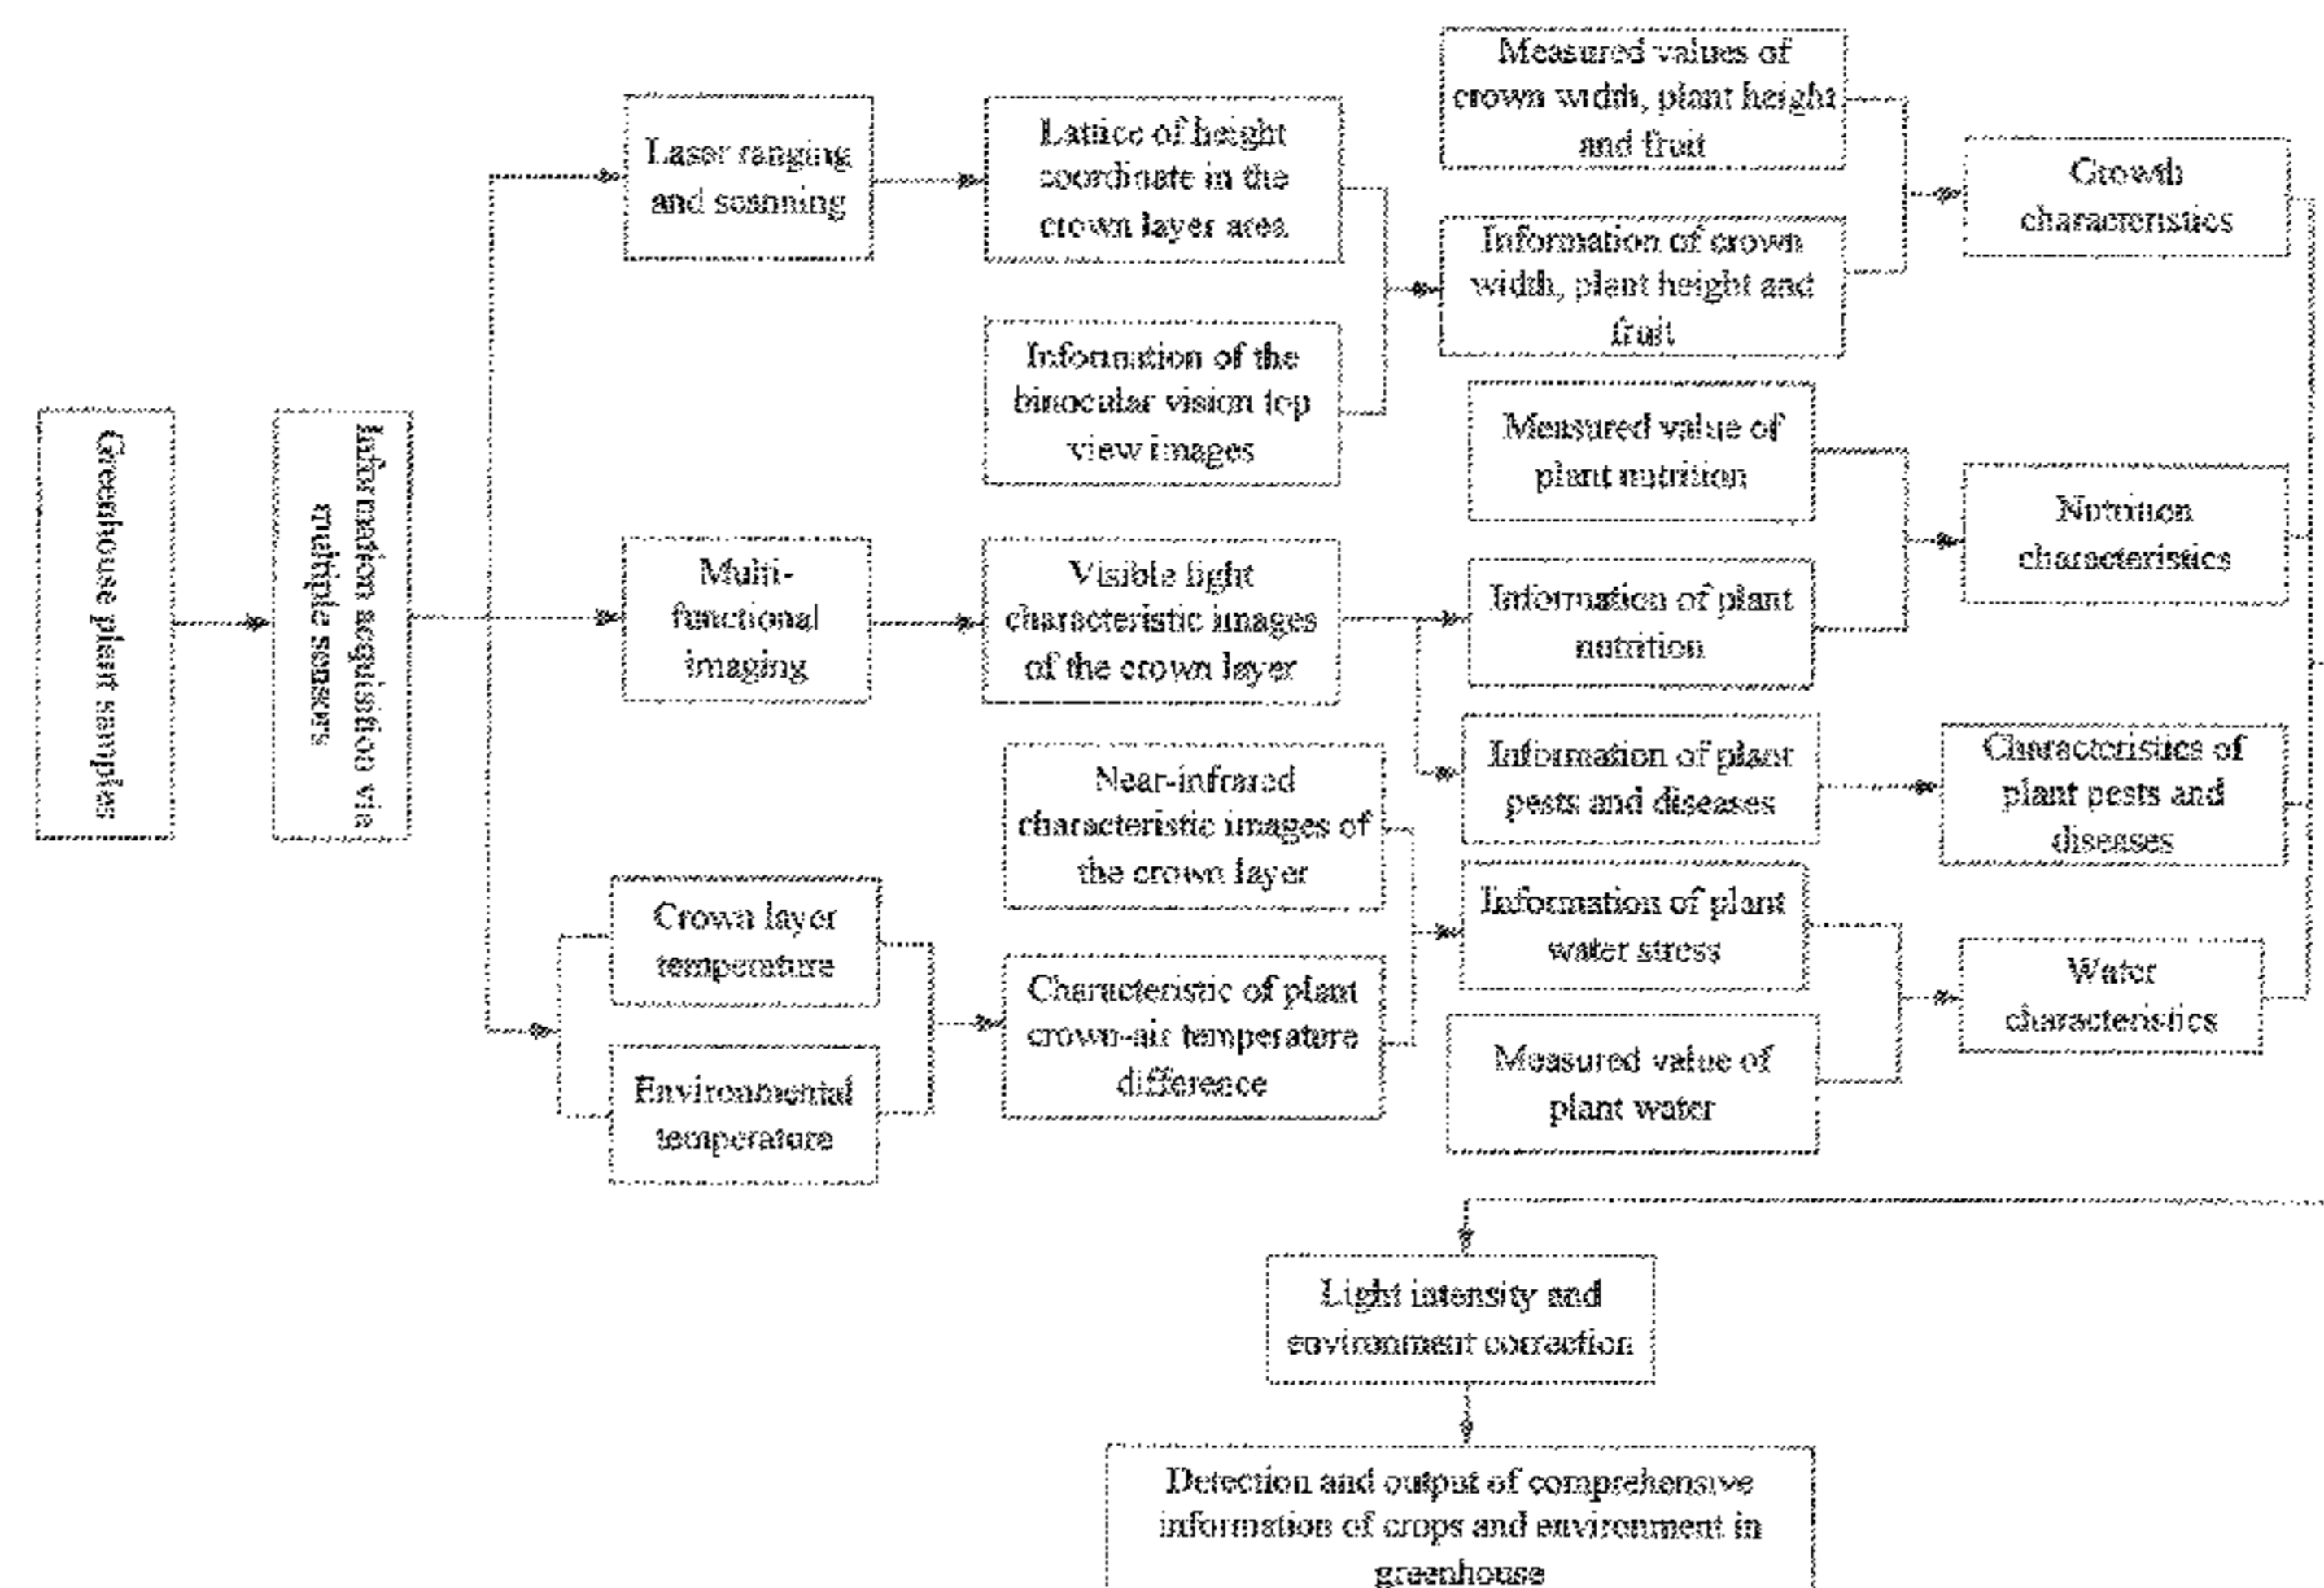 Greenhouse plant samples
Information acquisition via
multiple sensors
Laser ranging
and scanning
Lattice of height
coordinate in the
crown layer area
Information of the
binocular vision top
view images
Measured values of
crown width, plant height
and fruit
Information of crown
width, plant height and
fruit
Growth
characteristics
Multi-
functional
imaging
Visible light
characteristic images
of the crown layer
Measured value of
plant nutrition
Information of plant
nutrition
Nutrition
characteristics
Information of plant
pests and diseases
Characteristics of
plant pests and
diseases
Near-infrared
characteristic images of
the crown layer
Crown layer
temperature
Environmental
temperature
Characteristic of plant
crown-air temperature
difference
Information of plant
water stress
Measured value of
plant water
Water
characteristics
Light intensity and
environment correction
Detection and output of comprehensive
information of crops and environment in
greenhouse